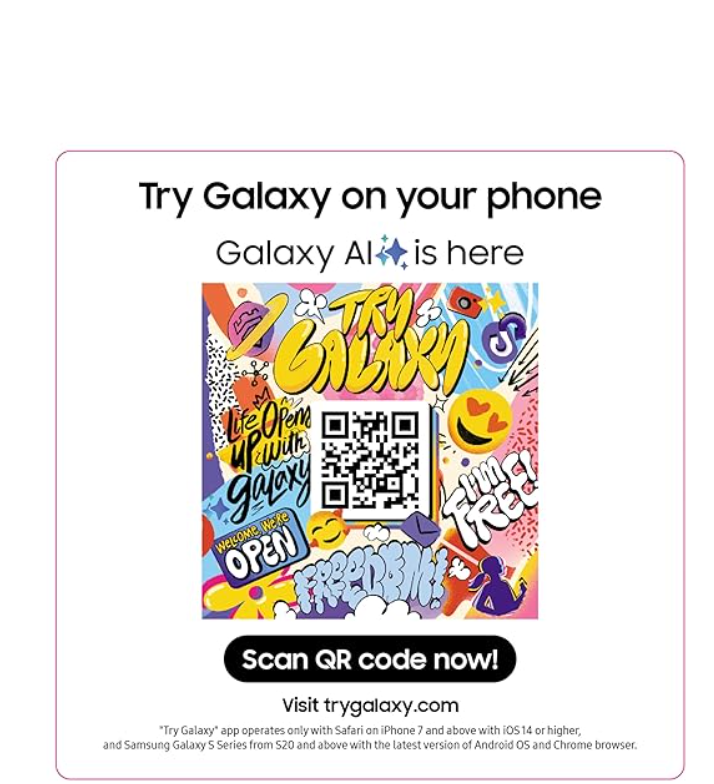 Try Galaxy on your phone
Galaxy AI is here
TRY
GALAXY
Life Opens
UP with
galaxy
I'M
FREE!
WELCOME WE'RE
OPEN
FREEDOM!
Scan QR code now!
Visit trygalaxy.com
"Try Galaxy" app operates only with Safari on iPhone 7 and above with iOS 14 or higher,
and Samsung Galaxy S Series from S20 and above with the latest version of Android OS and Chrome browser.